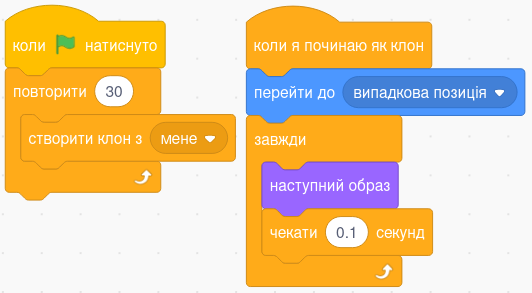 коли натиснуто
повторити 30
створити клон з мене
коли я починаю як клон
перейти до випадкова позиція
завжди
наступний образ
чекати 0.1 секунд